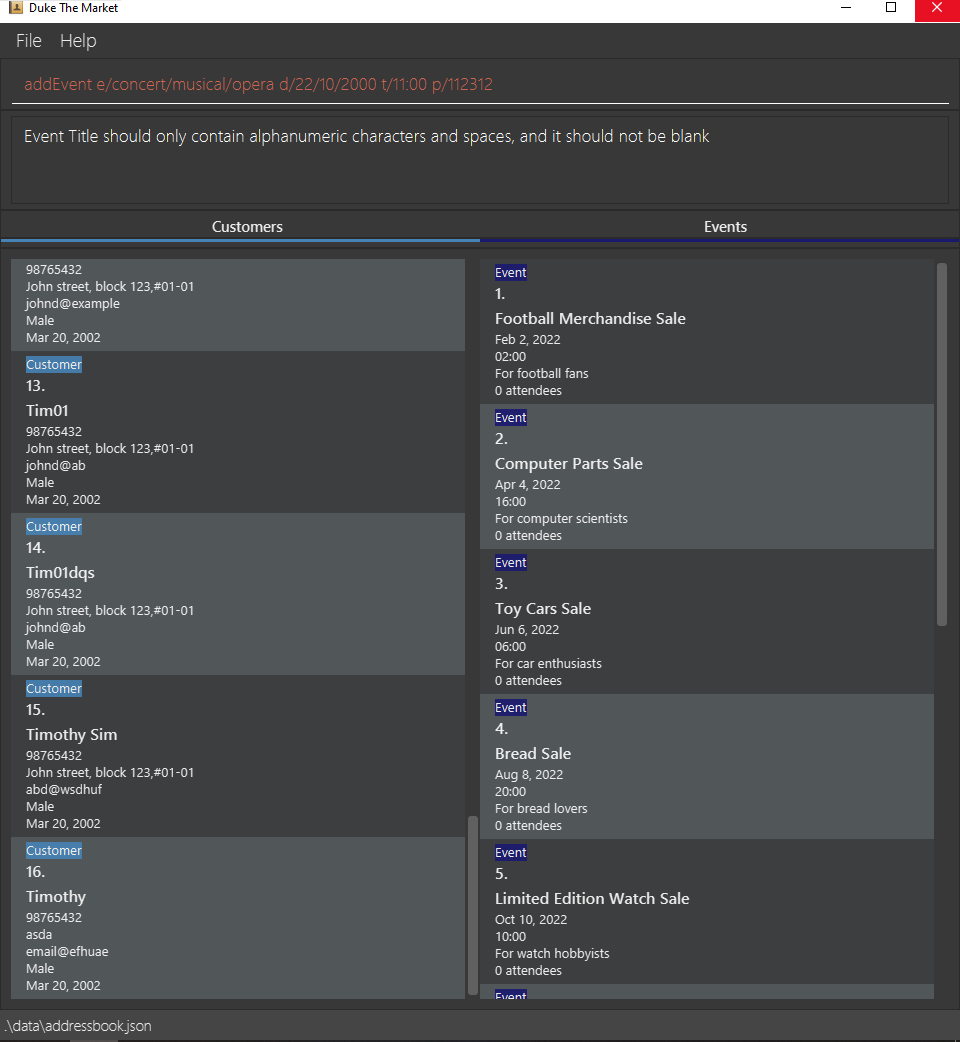 Duke The Market
File Help
addEvent e/concert/musical/opera d/22/10/2000 t/11:00 p/112312
Event Title should only contain alphanumeric characters and spaces, and it should not be blank
Customers
98765432
John street, block 123,#01-01
johnd@example
Male
Mar 20, 2002
Customer
13.
Tim01
98765432
John street, block 123,#01-01
johnd@ab
Male
Mar 20, 2002
Customer
14.
Tim01dqs
98765432
John street, block 123,#01-01
johnd@ab
Male
Mar 20, 2002
Customer
15.
Timothy Sim
98765432
John street, block 123,#01-01
abd@wsdhuf
Male
Mar 20, 2002
Customer
16.
Timothy
98765432
asda
email@efhuae
Male
Mar 20, 2002
Events
Event
1.
Football Merchandise Sale
Feb 2, 2022
02:00
For football fans
0 attendees
Event
2.
Computer Parts Sale
Apr 4, 2022
16:00
For computer scientists
0 attendees
Event
3.
Toy Cars Sale
Jun 6, 2022
06:00
For car enthusiasts
0 attendees
Event
4.
Bread Sale
Aug 8, 2022
20:00
For bread lovers
0 attendees
Event
5.
Limited Edition Watch Sale
Oct 10, 2022
10:00
For watch hobbyists
0 attendees
Event
.\data\addressbook.json